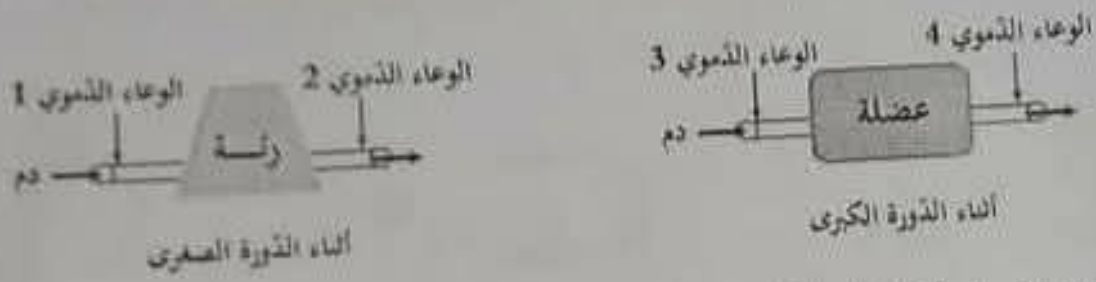 الوعاء الدموي 1
الوعاء الدموي 2
دم
رئة
أثناء الدورة الصغرى
الوعاء الدموي 3
الوعاء الدموي 4
دم
عضلة
أثناء الدورة الكبرى